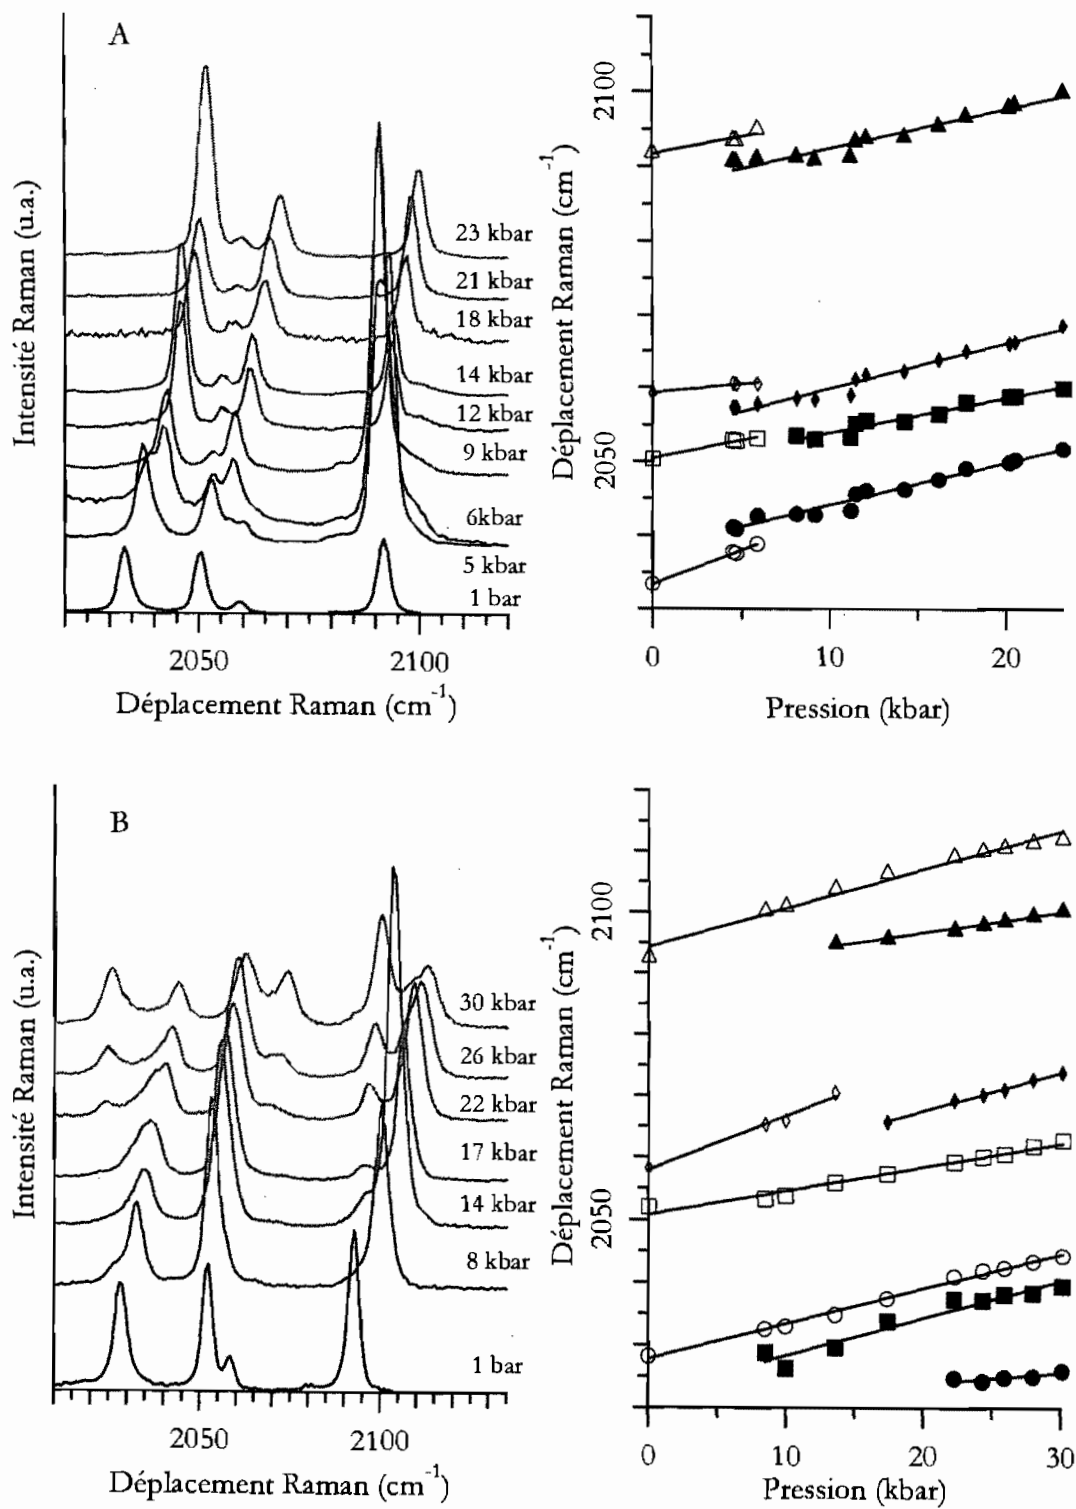 A
Intensité Raman (u.a.)
23 kbar
21 kbar
18 kbar
14 kbar
12 kbar
9 kbar
6kbar
5 kbar
1 bar
2050
2100
Déplacement Raman (cm-1)
Déplacement Raman (cm-1)
2100
2050
0
10
20
Pression (kbar)
B
Intensité Raman (u.a.)
30 kbar
26 kbar
22 kbar
17 kbar
14 kbar
8 kbar
1 bar
2050
2100
Déplacement Raman (cm-1)
Déplacement Raman (cm-1)
2100
2050
0
10
20
30
Pression (kbar)